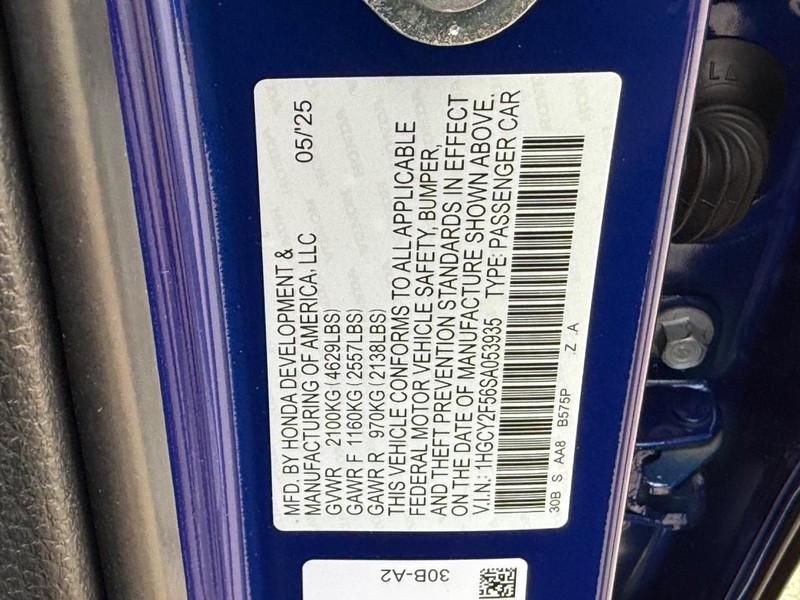 MFD. BY HONDA DEVELOPMENT &
MANUFACTURING OF AMERICA, LLC 05/'25
GVWR 2100KG (4629LBS)
GAWR F 1160KG (2557LBS)
GAWR R 970KG (2138LBS)
THIS VEHICLE CONFORMS TO ALL APPLICABLE
FEDERAL MOTOR VEHICLE SAFETY, BUMPER,
AND THEFT PREVENTION STANDARDS IN EFFECT
ON THE DATE OF MANUFACTURE SHOWN ABOVE.
V.I.N.: 1HGCY2F56SA053935 TYPE: PASSENGER CAR
30B S AA8 B575P Z A
30B-A2